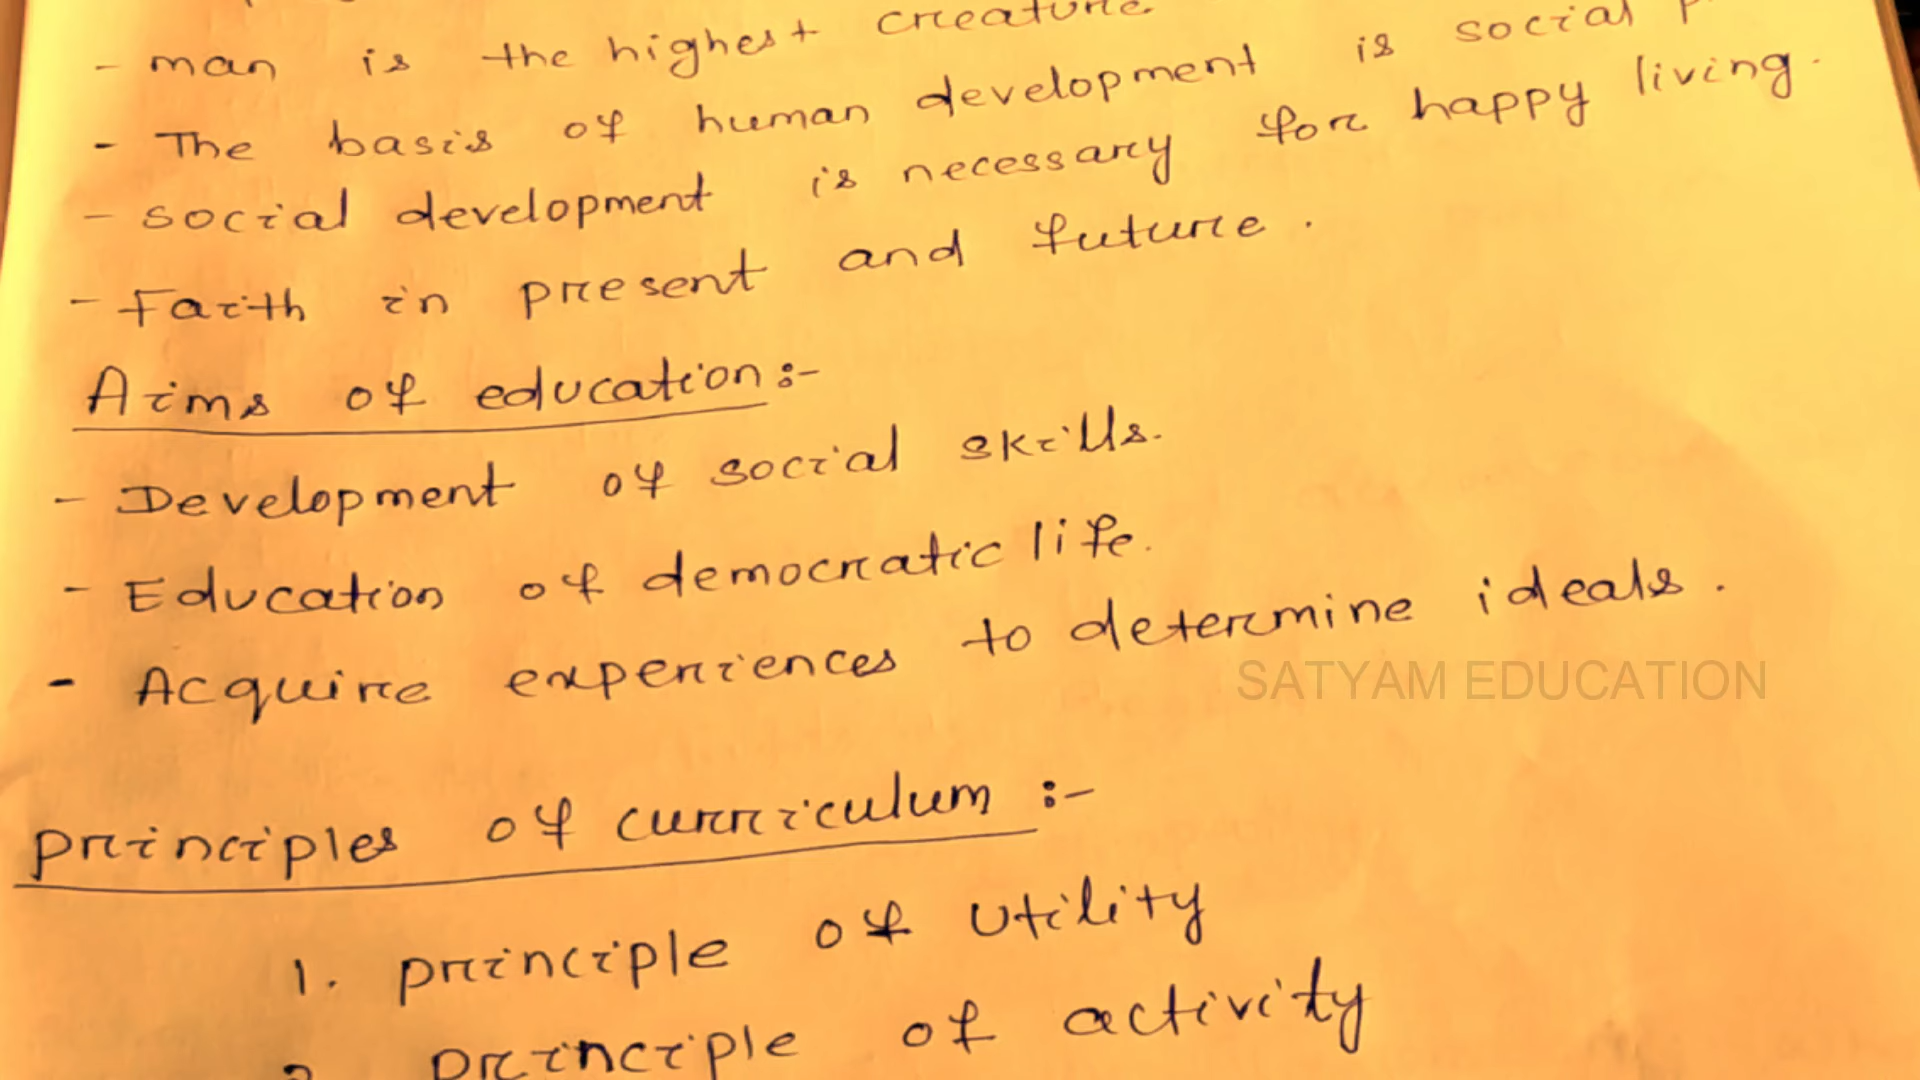 - man is the highest creature
- The basis of human development is social
- social development is necessary for happy living.
- Faith in present and future.
Aims of education:-
- Development of social skills.
- Education of democratic life.
- Acquire experiences to determine ideals.
SATYAM EDUCATION
principles of curriculum :-
1. principle of utility
2. principle of activity